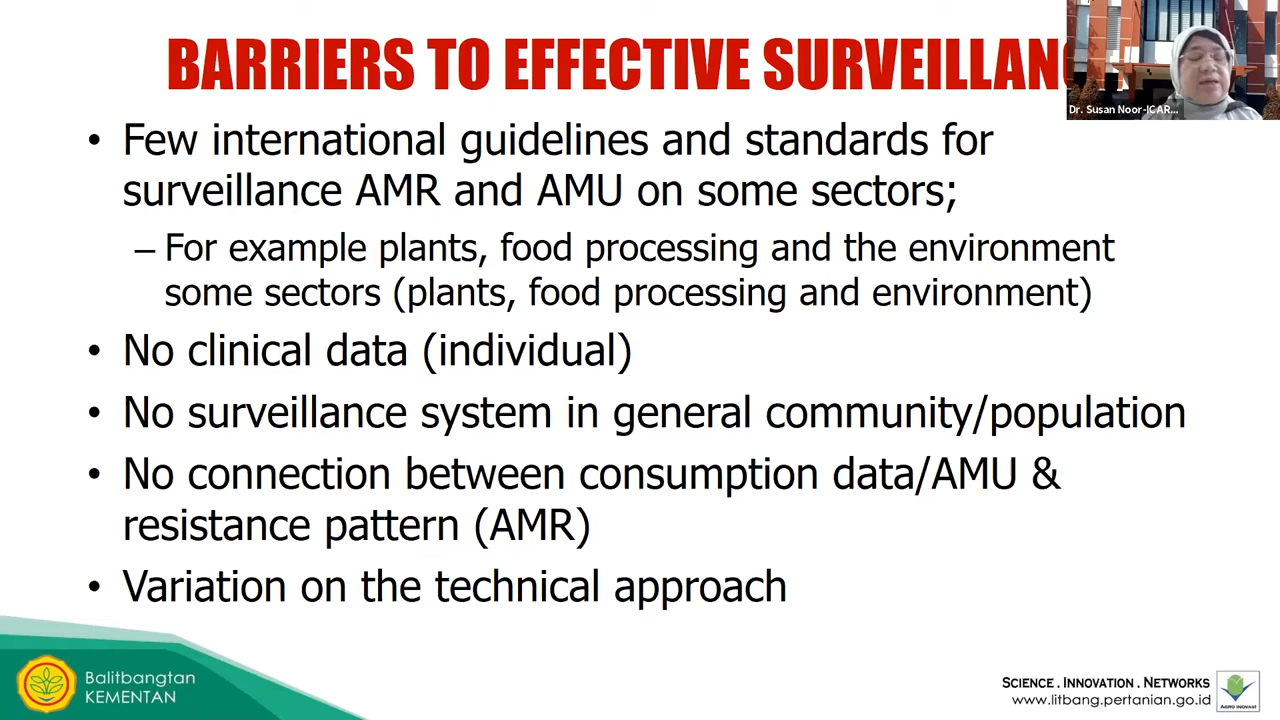 BARRIERS TO EFFECTIVE SURVEILLAN
Dr. Susan Noor-ICAR...
• Few international guidelines and standards for
surveillance AMR and AMU on some sectors;
– For example plants, food processing and the environment
some sectors (plants, food processing and environment)
• No clinical data (individual)
• No surveillance system in general community/population
• No connection between consumption data/AMU &
resistance pattern (AMR)
• Variation on the technical approach
Balitbangtan
KEMENTAN
SCIENCE . INNOVATION . NETWORKS
www.litbang.pertanian.go.id
AGRO INOVASI